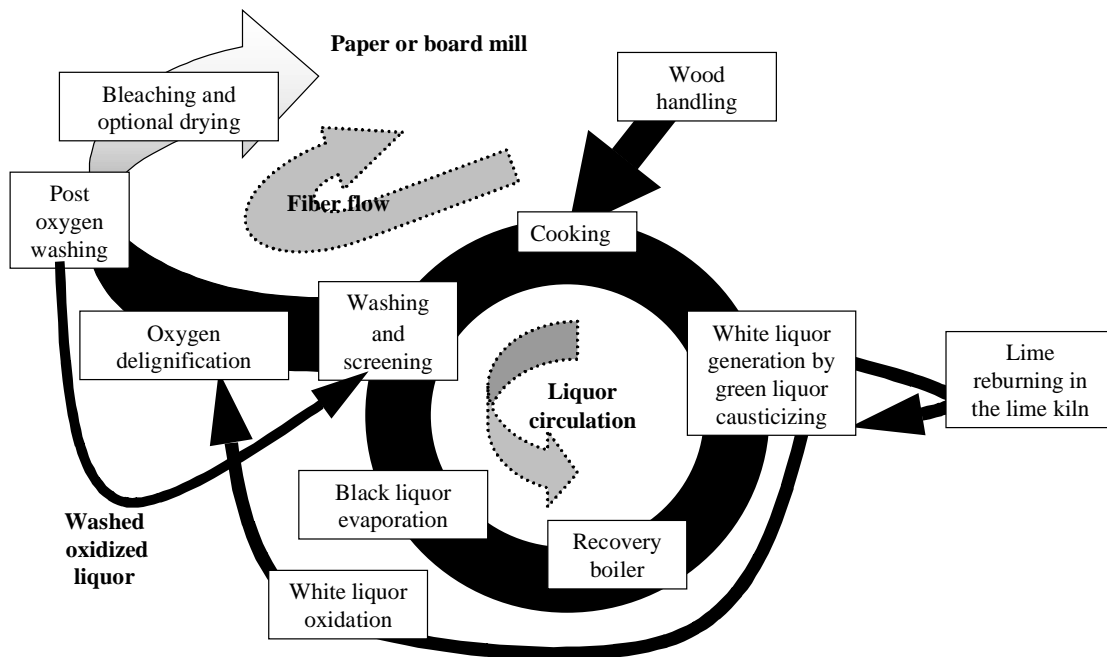 Paper or board mill
Wood
handling
Bleaching and
optional drying
Post
oxygen
washing
Fiber flow
Cooking
Washing
and
screening
Oxygen
delignification
White liquor
generation by
green liquor
causticizing
Lime
reburning in
the lime kiln
Liquor
circulation
Black liquor
evaporation
Washed
oxidized
liquor
Recovery
boiler
White liquor
oxidation